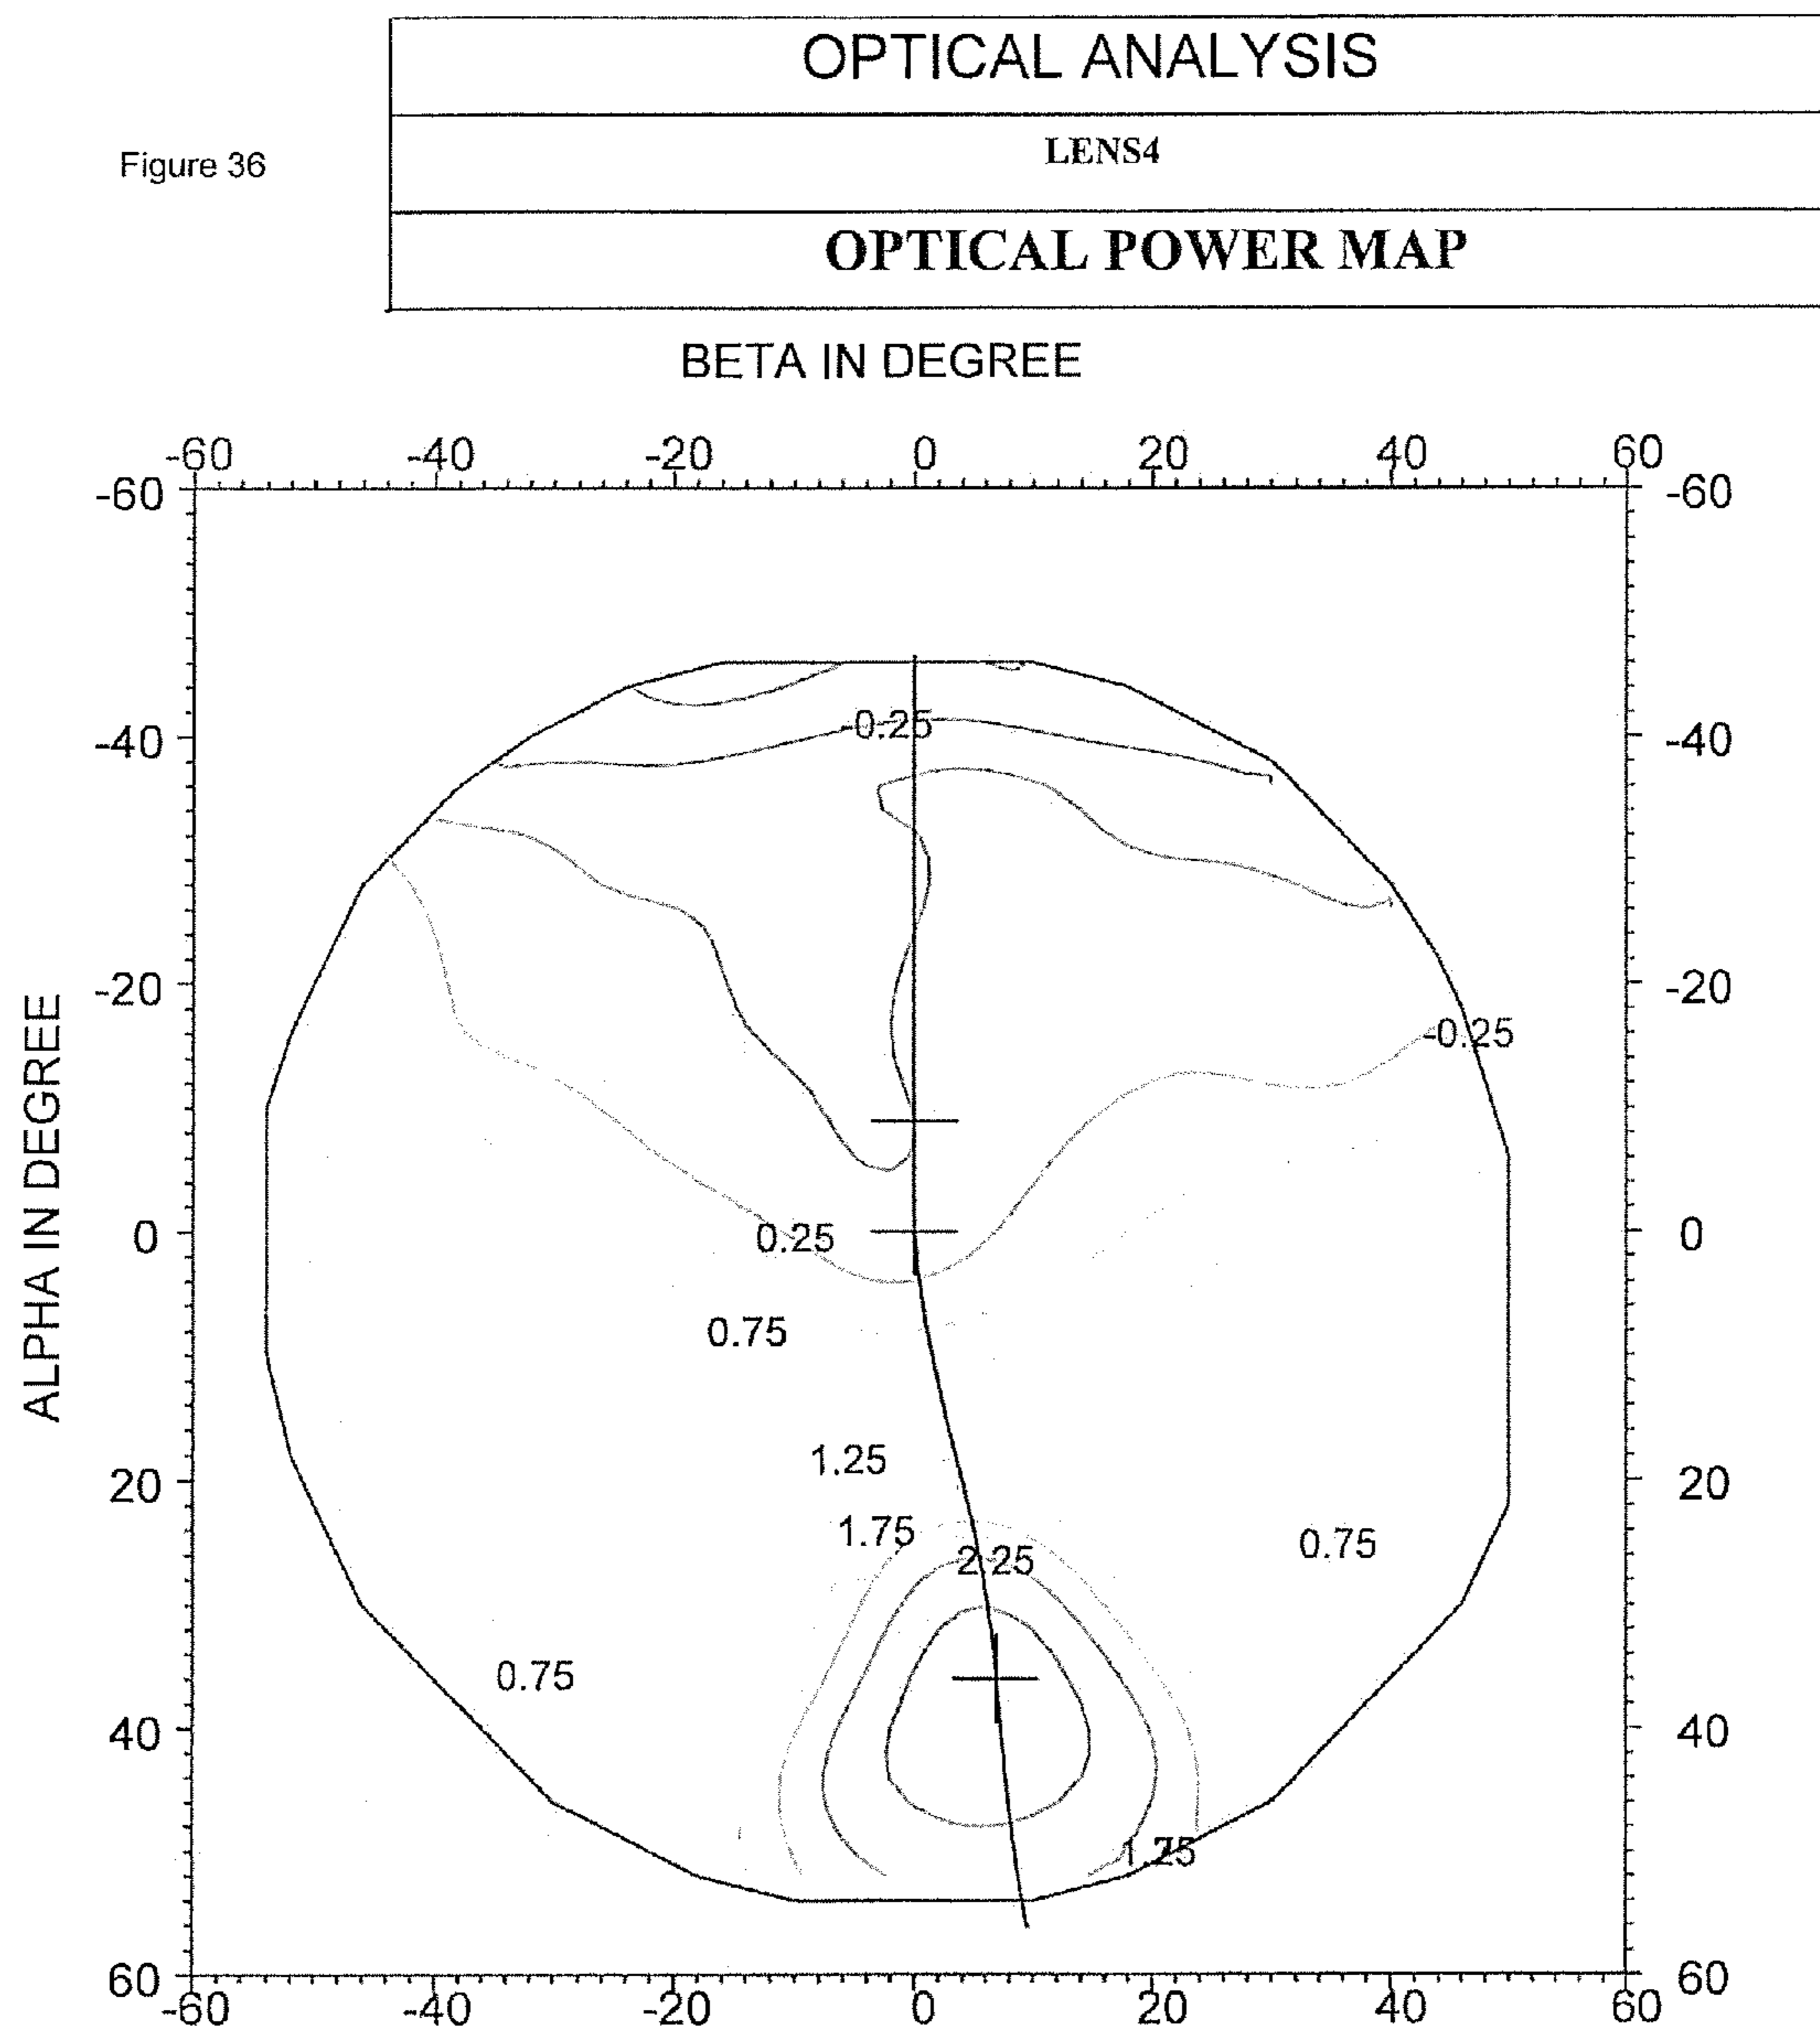 OPTICAL ANALYSIS
Figure 36
LENS4
OPTICAL POWER MAP
BETA IN DEGREE
-60 -40 -20 0 20 40 60
-60 -60
-0.25
-40 -40
-20 -20
-0.25
ALPHA IN DEGREE
0 0.25 0
0.75
1.25
20 20
1.75 0.75
2.25
0.75
40 40
1.25
60 60
-60 -40 -20 0 20 40 60